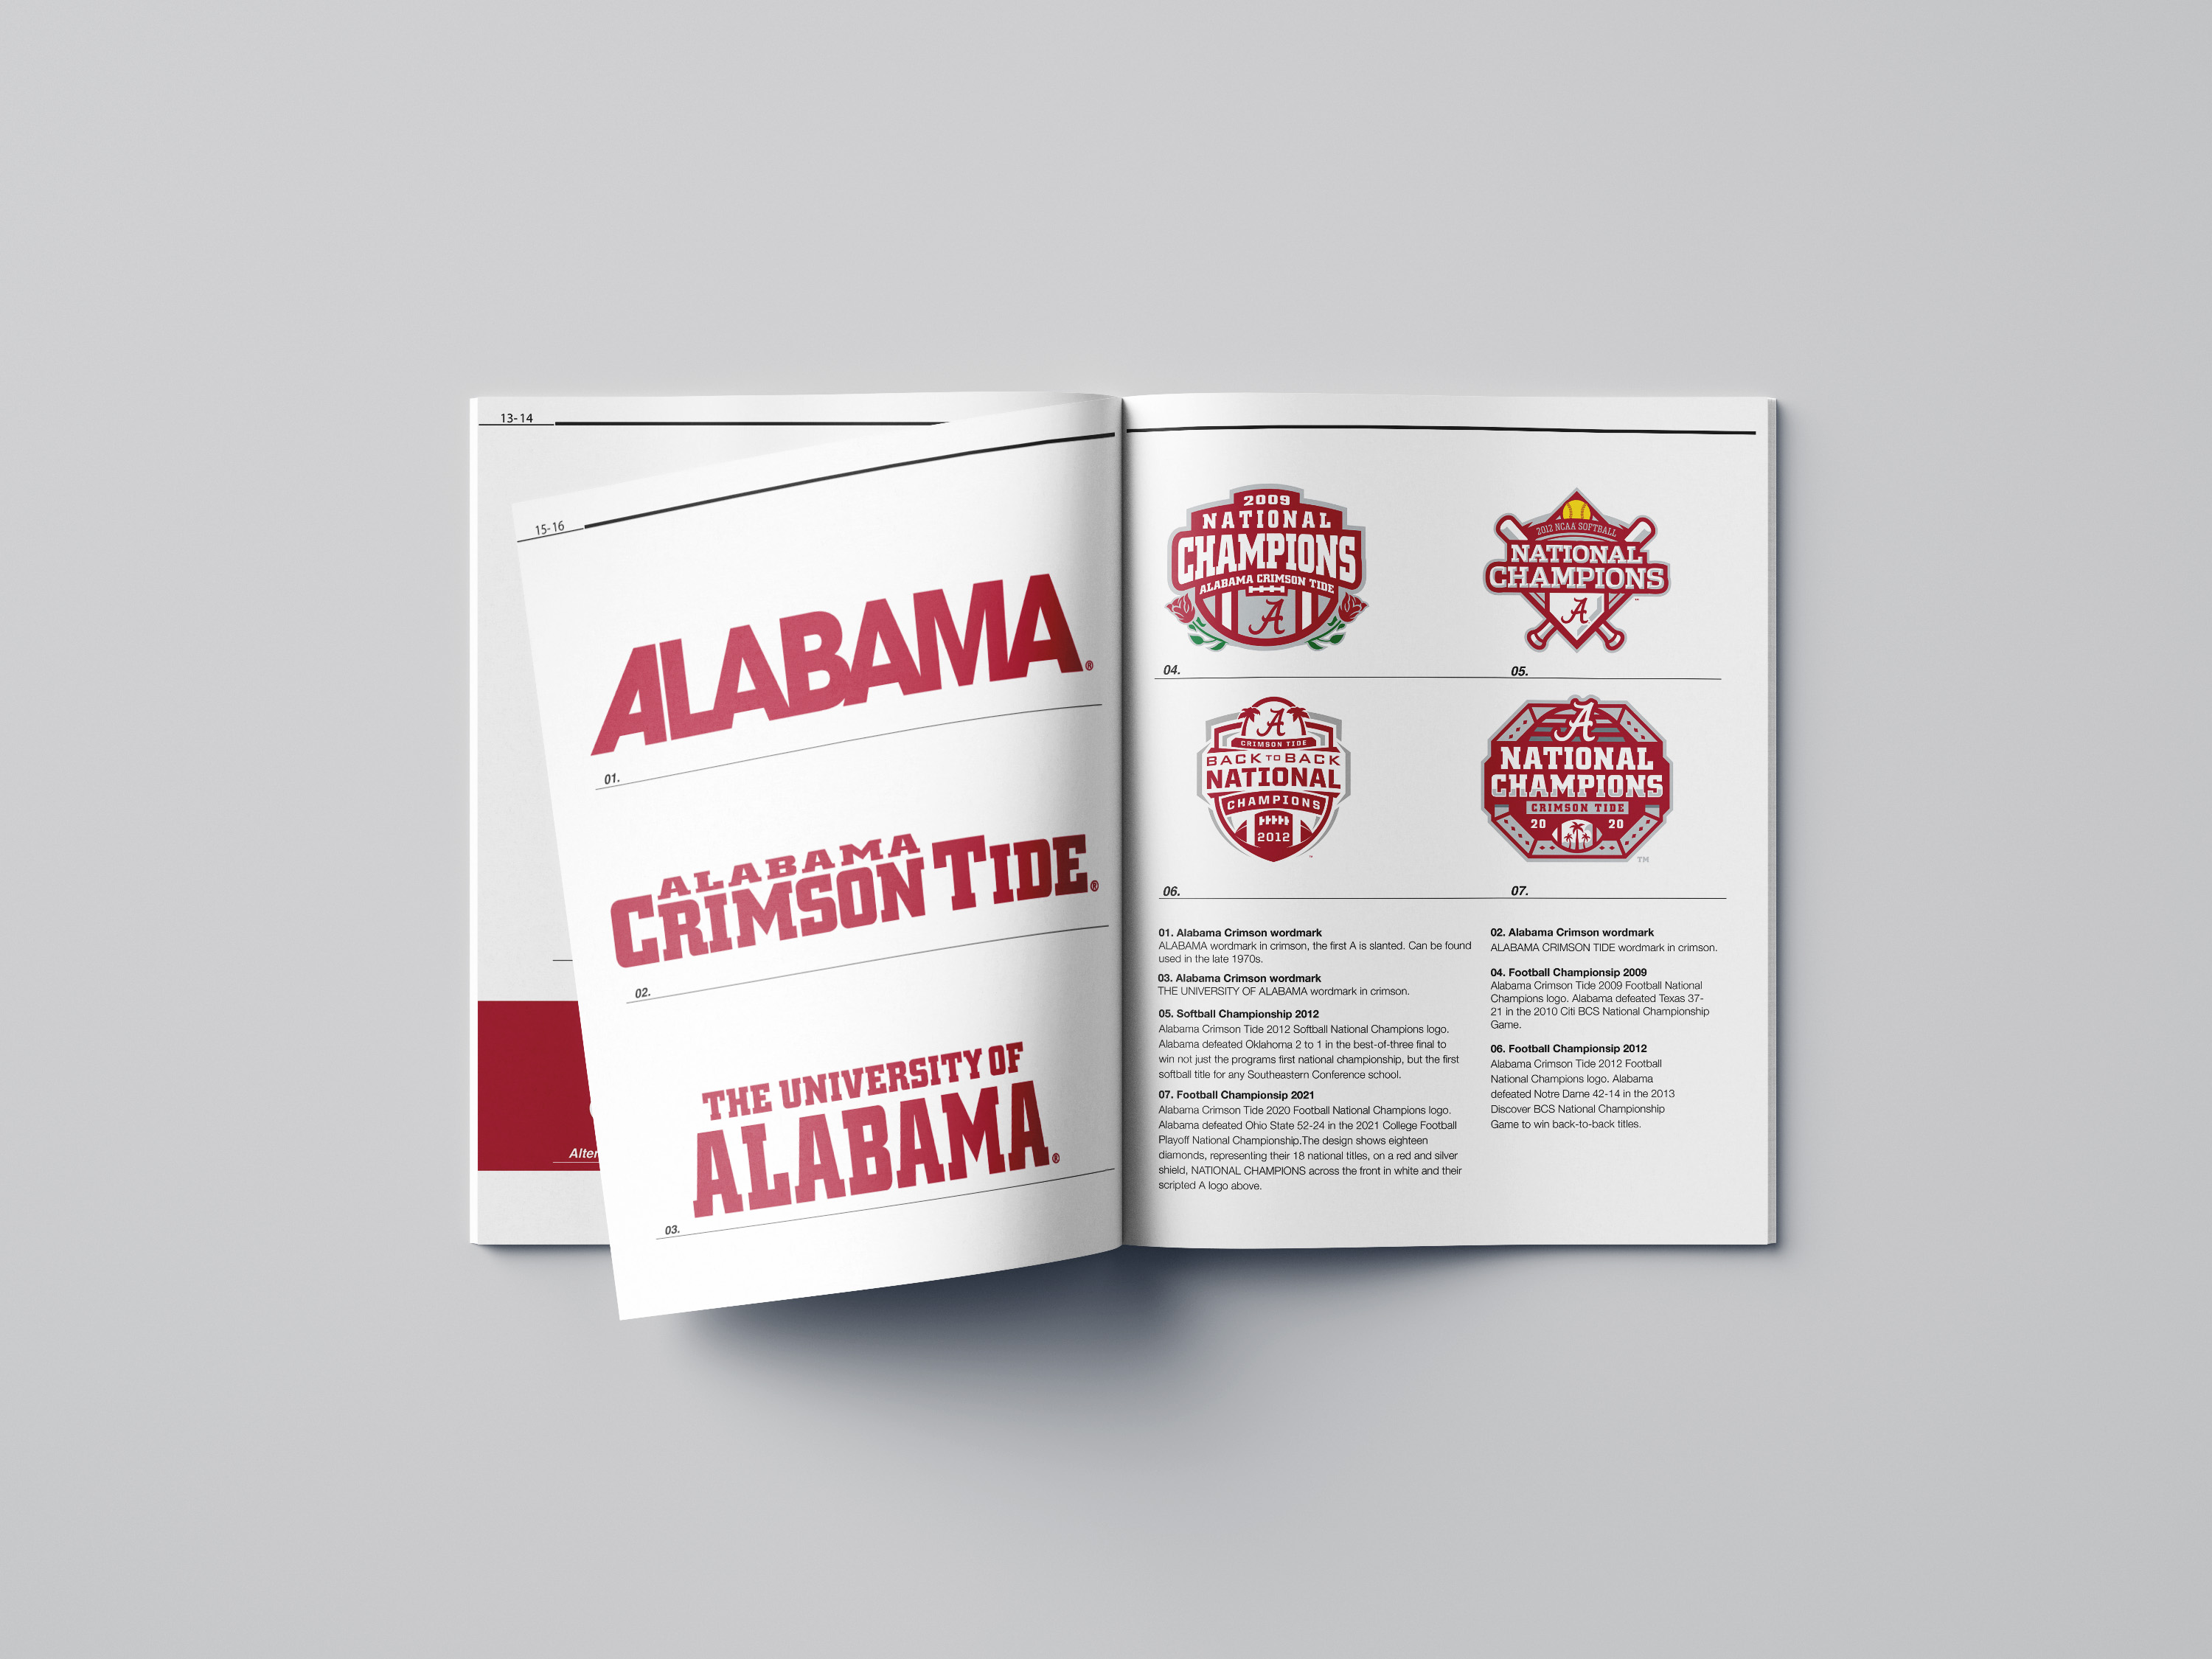 13-14
15-16
ALABAMA®
01.
ALABAMA
CRIMSON TIDE®
02.
THE UNIVERSITY OF
ALABAMA®
03.
Alter
2009
NATIONAL
CHAMPIONS
ALABAMA CRIMSON TIDE
A
04.
2012 NCAA SOFTBALL
NATIONAL
CHAMPIONS
A
05.
A
CRIMSON TIDE
BACK TO BACK
NATIONAL
CHAMPIONS
2012
06.
A
NATIONAL
CHAMPIONS
CRIMSON TIDE
20 20
TM
07.
01. Alabama Crimson wordmark
ALABAMA wordmark in crimson, the first A is slanted. Can be found
used in the late 1970s.
03. Alabama Crimson wordmark
THE UNIVERSITY OF ALABAMA wordmark in crimson.
05. Softball Championship 2012
Alabama Crimson Tide 2012 Softball National Champions logo.
Alabama defeated Oklahoma 2 to 1 in the best-of-three final to
win not just the programs first national championship, but the first
softball title for any Southeastern Conference school.
07. Football Championsip 2021
Alabama Crimson Tide 2020 Football National Champions logo.
Alabama defeated Ohio State 52-24 in the 2021 College Football
Playoff National Championship.The design shows eighteen
diamonds, representing their 18 national titles, on a red and silver
shield, NATIONAL CHAMPIONS across the front in white and their
scripted A logo above.
02. Alabama Crimson wordmark
ALABAMA CRIMSON TIDE wordmark in crimson.
04. Football Championsip 2009
Alabama Crimson Tide 2009 Football National
Champions logo. Alabama defeated Texas 37-
21 in the 2010 Citi BCS National Championship
Game.
06. Football Championsip 2012
Alabama Crimson Tide 2012 Football
National Champions logo. Alabama
defeated Notre Dame 42-14 in the 2013
Discover BCS National Championship
Game to win back-to-back titles.